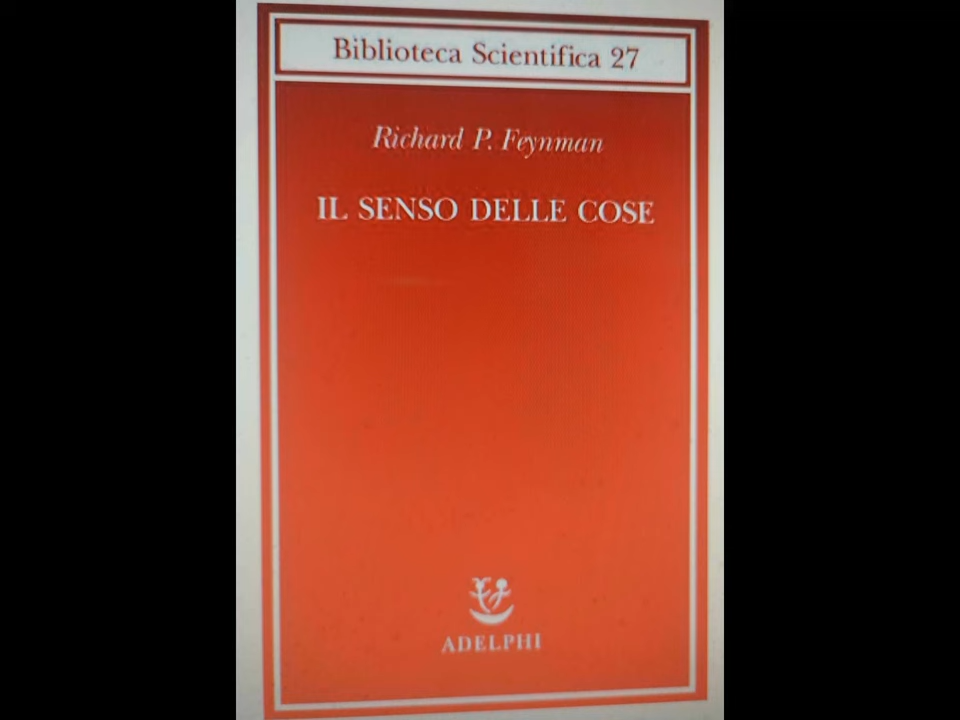 Biblioteca Scientifica 27
Richard P. Feynman
IL SENSO DELLE COSE
ADELPHI